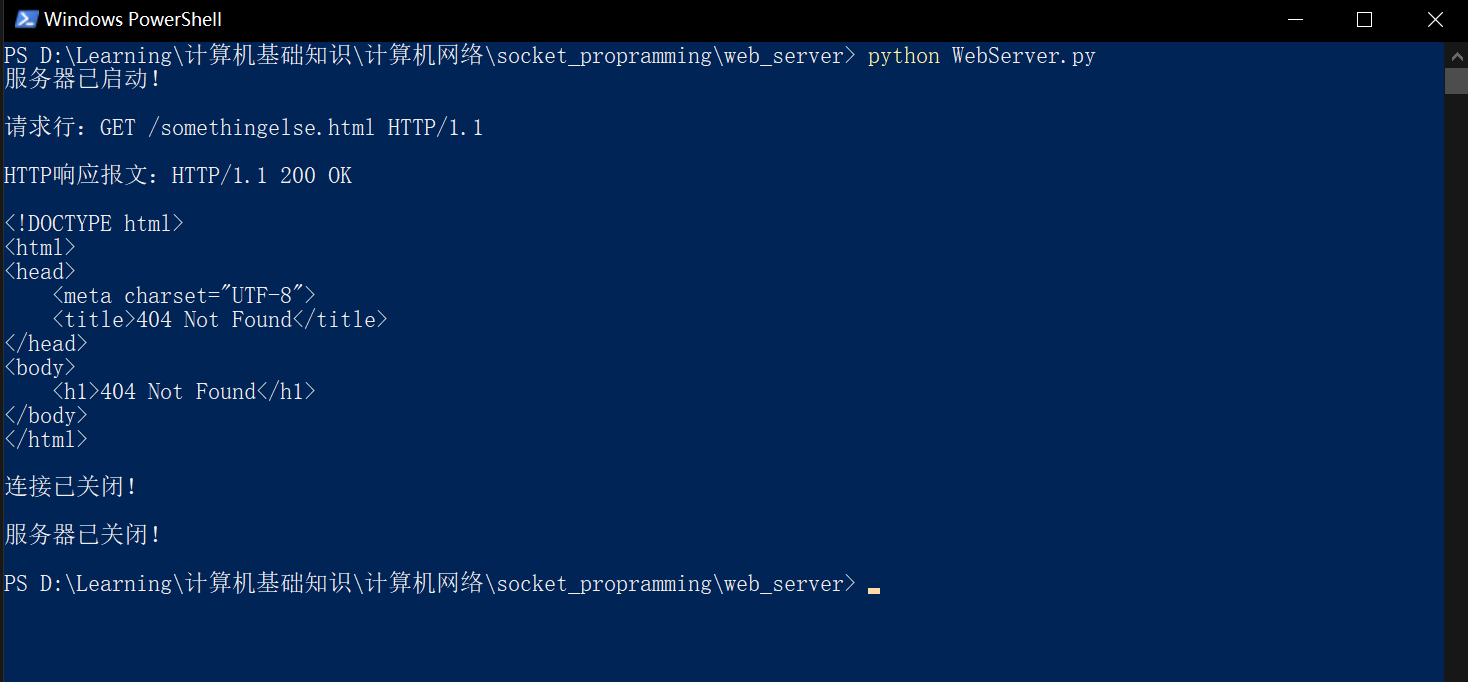 Windows PowerShell
PS D:\Learning\计算机基础知识\计算机网络\socket_propramming\web_server> python WebServer.py
服务器已启动！
请求行：GET /somethingelse.html HTTP/1.1
HTTP响应报文：HTTP/1.1 200 OK
<!DOCTYPE html>
<html>
<head>
    <meta charset="UTF-8">
    <title>404 Not Found</title>
</head>
<body>
    <h1>404 Not Found</h1>
</body>
</html>
连接已关闭！
服务器已关闭！
PS D:\Learning\计算机基础知识\计算机网络\socket_propramming\web_server>